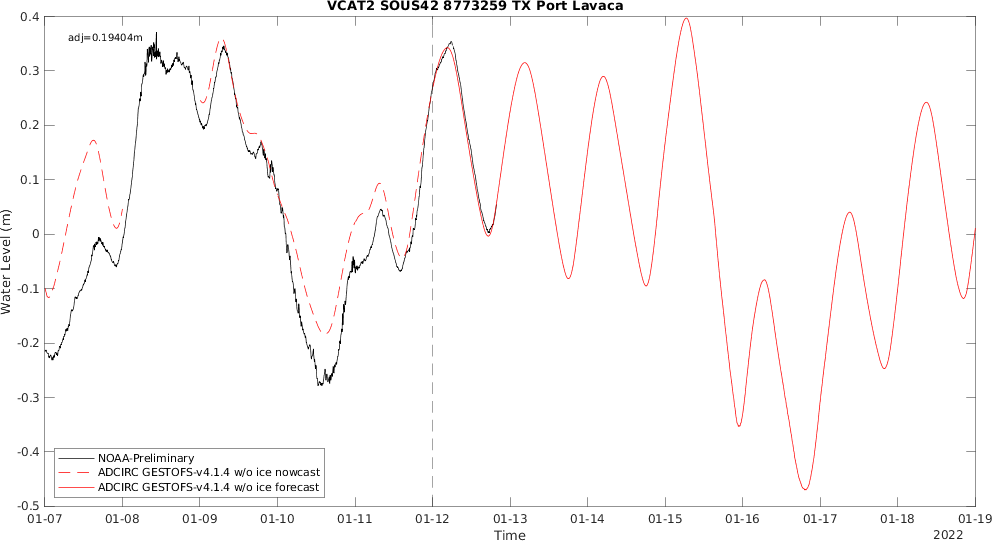 VCAT2 SOUS42 8773259 TX Port Lavaca
adj=0.19404m
0.4
0.3
0.2
0.1
0
-0.1
-0.2
-0.3
-0.4
-0.5
Water Level (m)
NOAA-Preliminary
ADCIRC GESTOFS-v4.1.4 w/o ice nowcast
ADCIRC GESTOFS-v4.1.4 w/o ice forecast
01-07 01-08 01-09 01-10 01-11 01-12 01-13 01-14 01-15 01-16 01-17 01-18 01-19
Time
2022